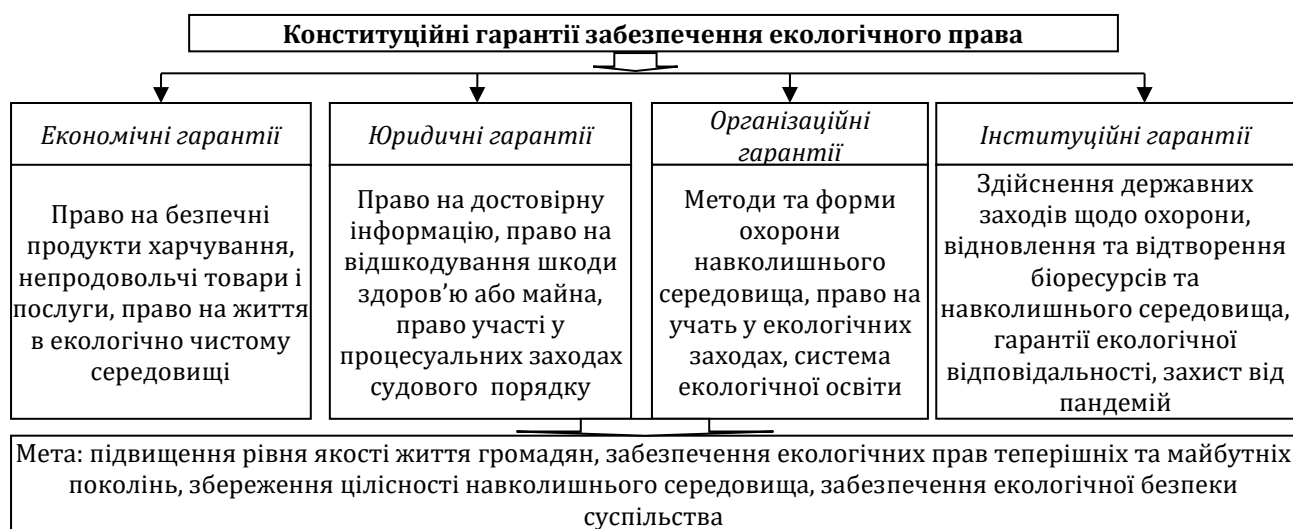 Конституційні гарантії забезпечення екологічного права
Економічні гарантії
Право на безпечні
продукти харчування,
непродовольчі товари і
послуги, право на життя
в екологічно чистому
середовищі
Юридичні гарантії
Право на достовірну
інформацію, право на
відшкодування шкоди
здоров’ю або майна,
право участі у
процесуальних заходах
судового порядку
Організаційні
гарантії
Методи та форми
охорони
навколишнього
середовища, право на
учать у екологічних
заходах, система
екологічної освіти
Інституційні гарантії
Здійснення державних
заходів щодо охорони,
відновлення та відтворення
біоресурсів та
навколишнього середовища,
гарантії екологічної
відповідальності, захист від
пандемій
Мета: підвищення рівня якості життя громадян, забезпечення екологічних прав теперішніх та майбутніх
поколінь, збереження цілісності навколишнього середовища, забезпечення екологічної безпеки
суспільства